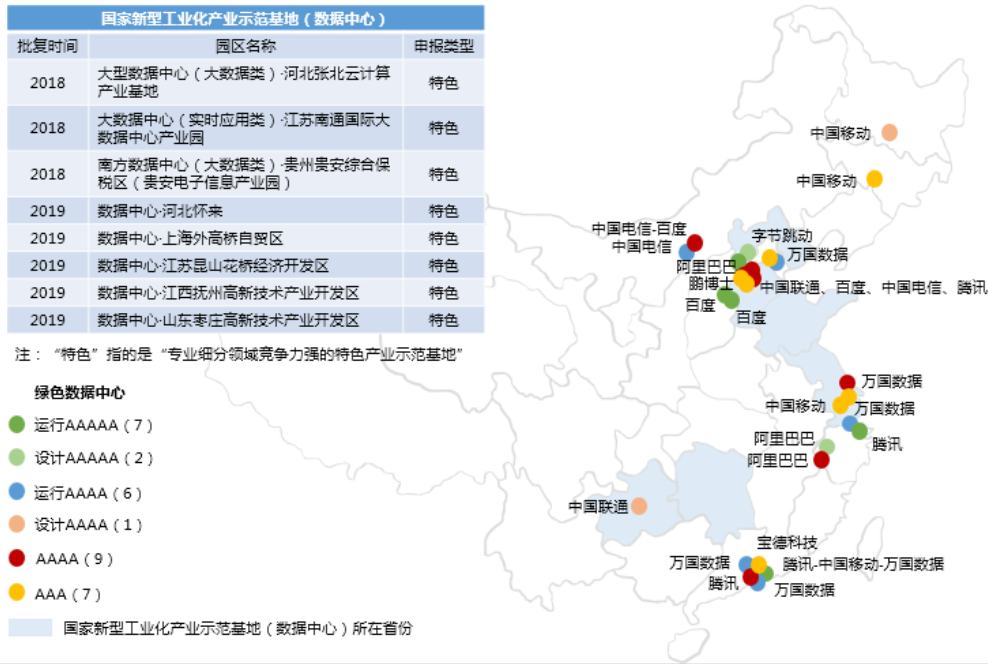 国家新型工业化产业示范基地（数据中心）
批复时间 园区名称 申报类型
2018 大型数据中心（大数据类）·河北张北云计算
产业基地 特色
2018 大数据中心（实时应用类）·江苏南通国际大
数据中心产业园 特色
2018 南方数据中心（大数据类）·贵州贵安综合保
税区（贵安电子信息产业园） 特色
2019 数据中心·河北怀来 特色
2019 数据中心·上海外高桥自贸区 特色
2019 数据中心·江苏昆山花桥经济开发区 特色
2019 数据中心·江西抚州高新技术产业开发区 特色
2019 数据中心·山东枣庄高新技术产业开发区 特色
注：“特色”指的是“专业细分领域竞争力强的特色产业示范基地”
绿色数据中心
运行AAAAA（7）
设计AAAAA（2）
运行AAAA（6）
设计AAAA（1）
AAAA（9）
AAA（7）
国家新型工业化产业示范基地（数据中心）所在省份
中国移动
中国移动
中国电信-百度
中国电信
字节跳动
万国数据
阿里巴巴
鹏博士
中国联通、百度、中国电信、腾讯
百度
百度
万国数据
中国移动
万国数据
阿里巴巴
腾讯
阿里巴巴
中国联通
宝德科技
万国数据
腾讯-中国移动-万国数据
腾讯
万国数据